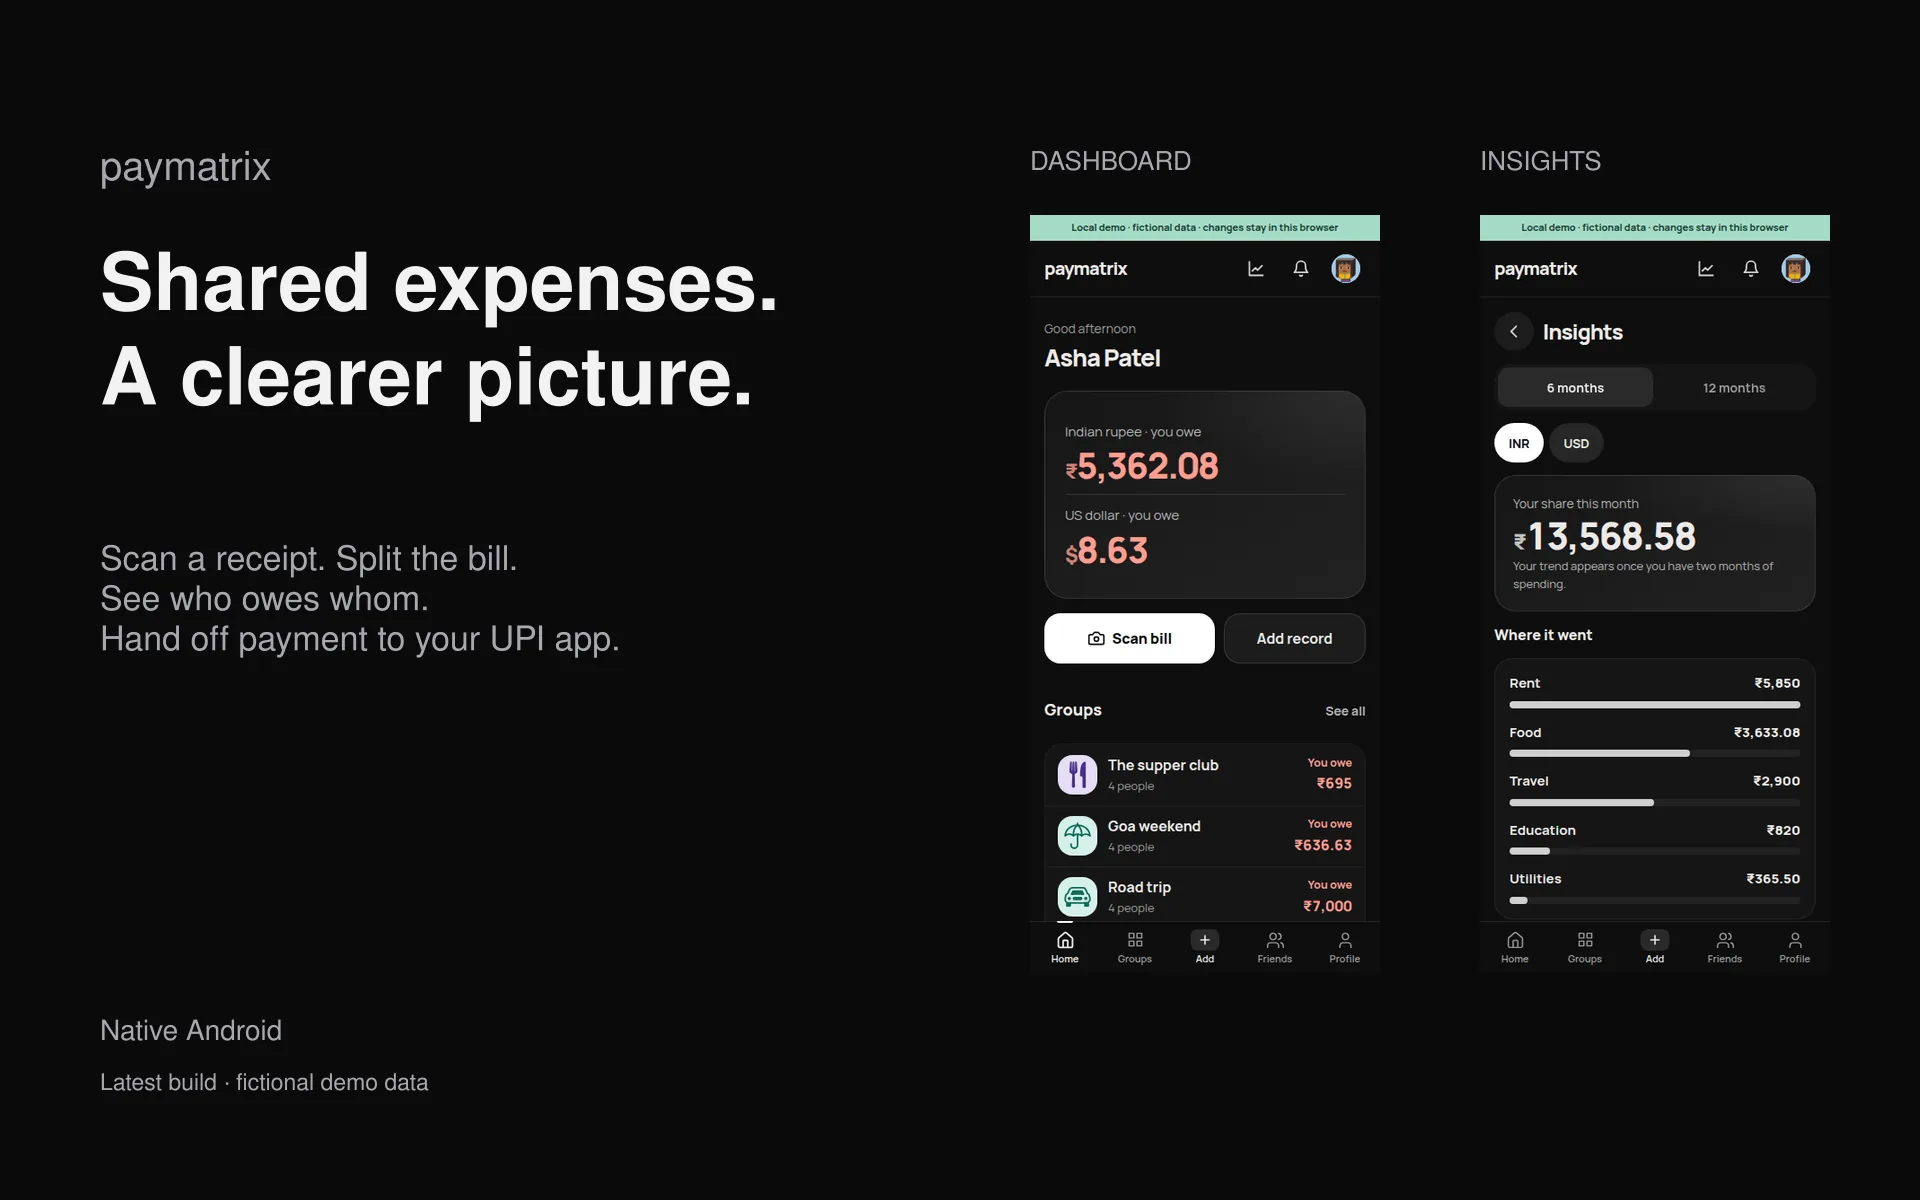 paymatrix
Shared expenses.
A clearer picture.
Scan a receipt. Split the bill.
See who owes whom.
Hand off payment to your UPI app.
Native Android
Latest build · fictional demo data
DASHBOARD
Local demo · fictional data · changes stay in this browser
paymatrix
Good afternoon
Asha Patel
Indian rupee · you owe
₹5,362.08
US dollar · you owe
$8.63
Scan bill
Add record
Groups
See all
The supper club
You owe
4 people
₹695
Goa weekend
You owe
4 people
₹636.63
Road trip
You owe
4 people
₹7,000
Home
Groups
Add
Friends
Profile
INSIGHTS
Local demo · fictional data · changes stay in this browser
paymatrix
Insights
6 months
12 months
INR
USD
Your share this month
₹13,568.58
Your trend appears once you have two months of
spending.
Where it went
Rent
₹5,850
Food
₹3,633.08
Travel
₹2,900
Education
₹820
Utilities
₹365.50
Home
Groups
Add
Friends
Profile